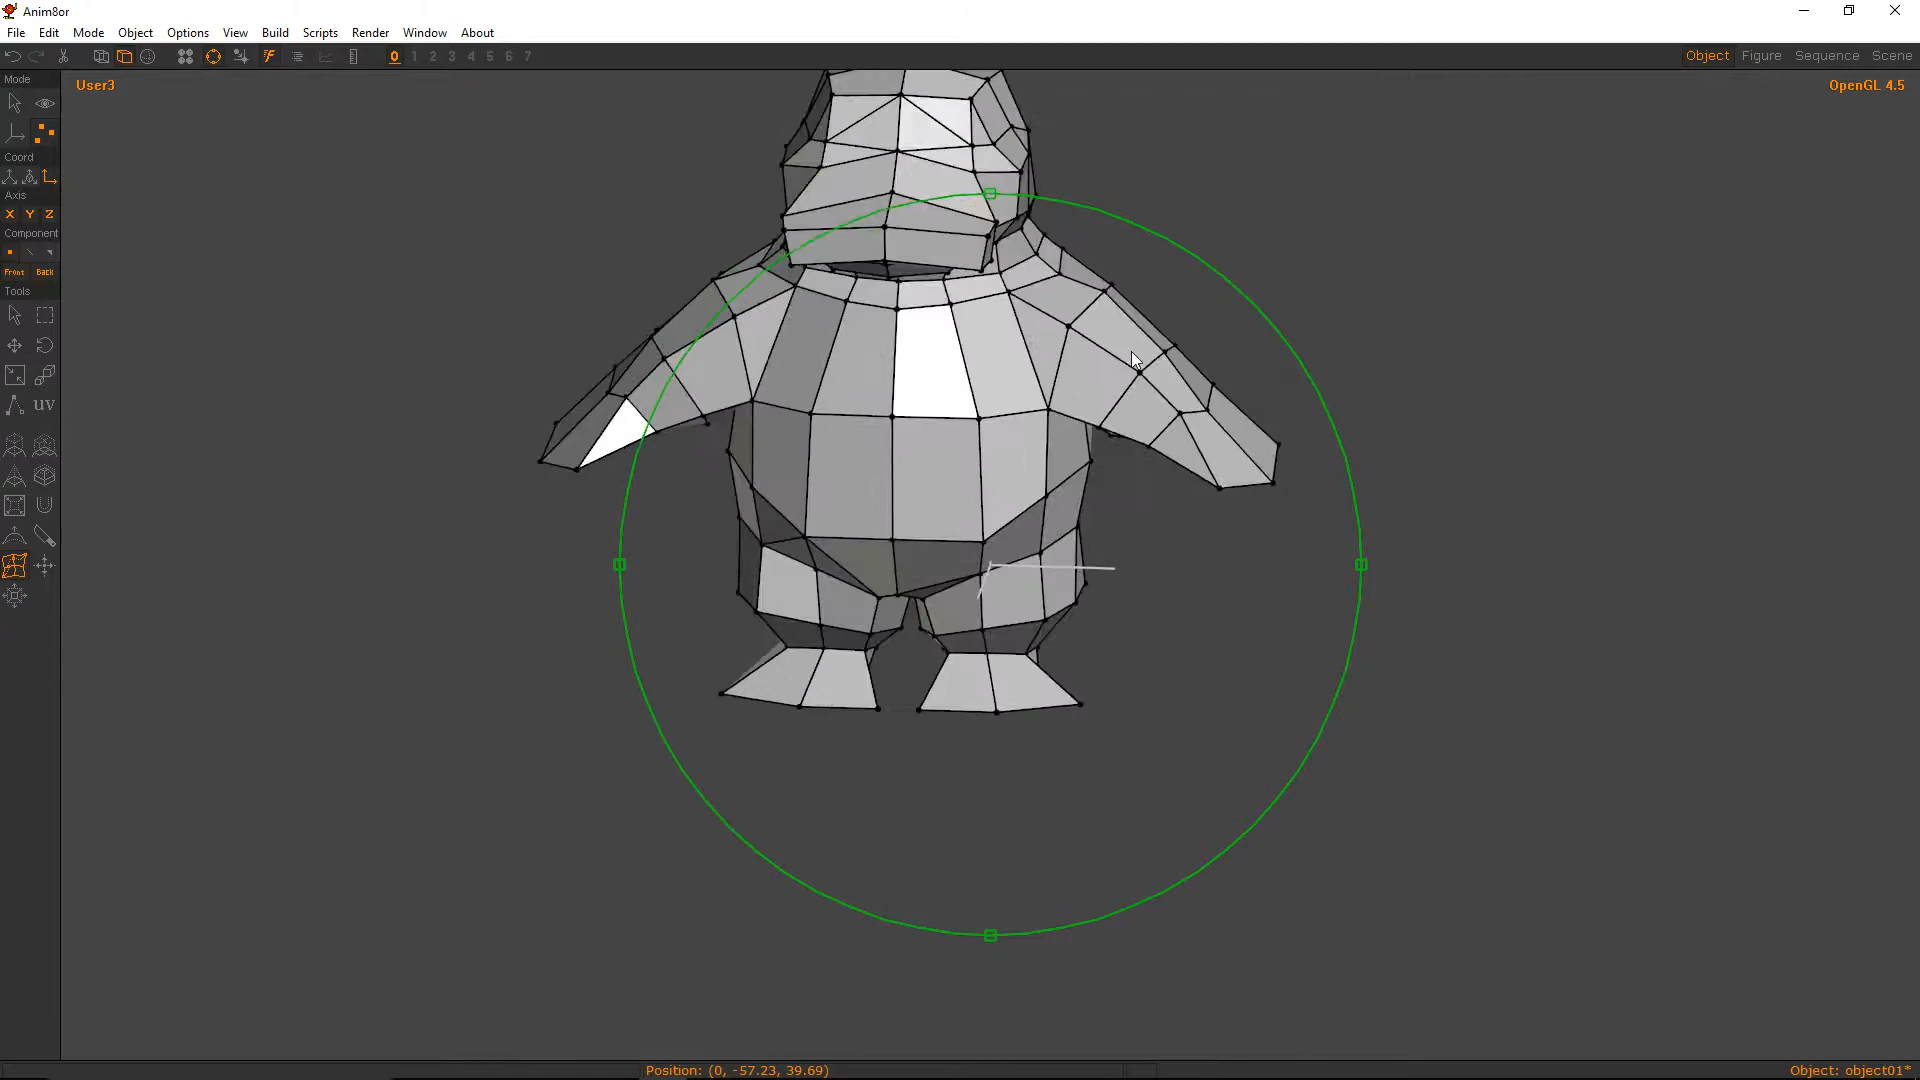 Anim8or
File Edit Mode Object Options View Build Scripts Render Window About
0 1 2 3 4 5 6 7
Object Figure Sequence Scene
Mode
User3
OpenGL 4.5
Coord
Axis
X Y Z
Component
Front Back
Tools
UV
Position: (0, -57.23, 39.69)
Object: object01*